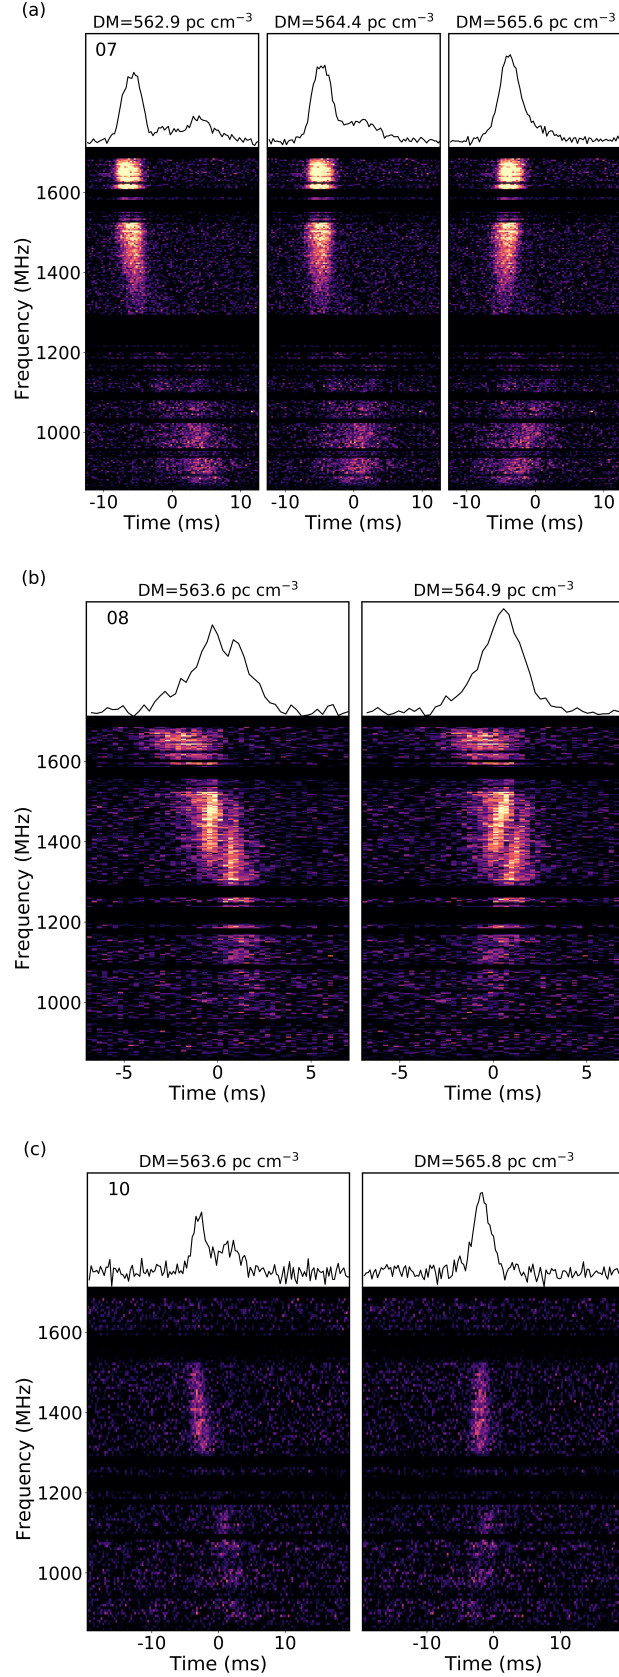 (a)
DM=562.9 pc cm−3 DM=564.4 pc cm−3 DM=565.6 pc cm−3
07
1600
1400
1200
1000
Frequency (MHz)
-10 0 10 -10 0 10 -10 0 10
Time (ms) Time (ms) Time (ms)
(b)
DM=563.6 pc cm−3 DM=564.9 pc cm−3
08
1600
1400
1200
1000
Frequency (MHz)
-5 0 5 -5 0 5
Time (ms) Time (ms)
(c)
DM=563.6 pc cm−3 DM=565.8 pc cm−3
10
1600
1400
1200
1000
Frequency (MHz)
-10 0 10 -10 0 10
Time (ms) Time (ms)